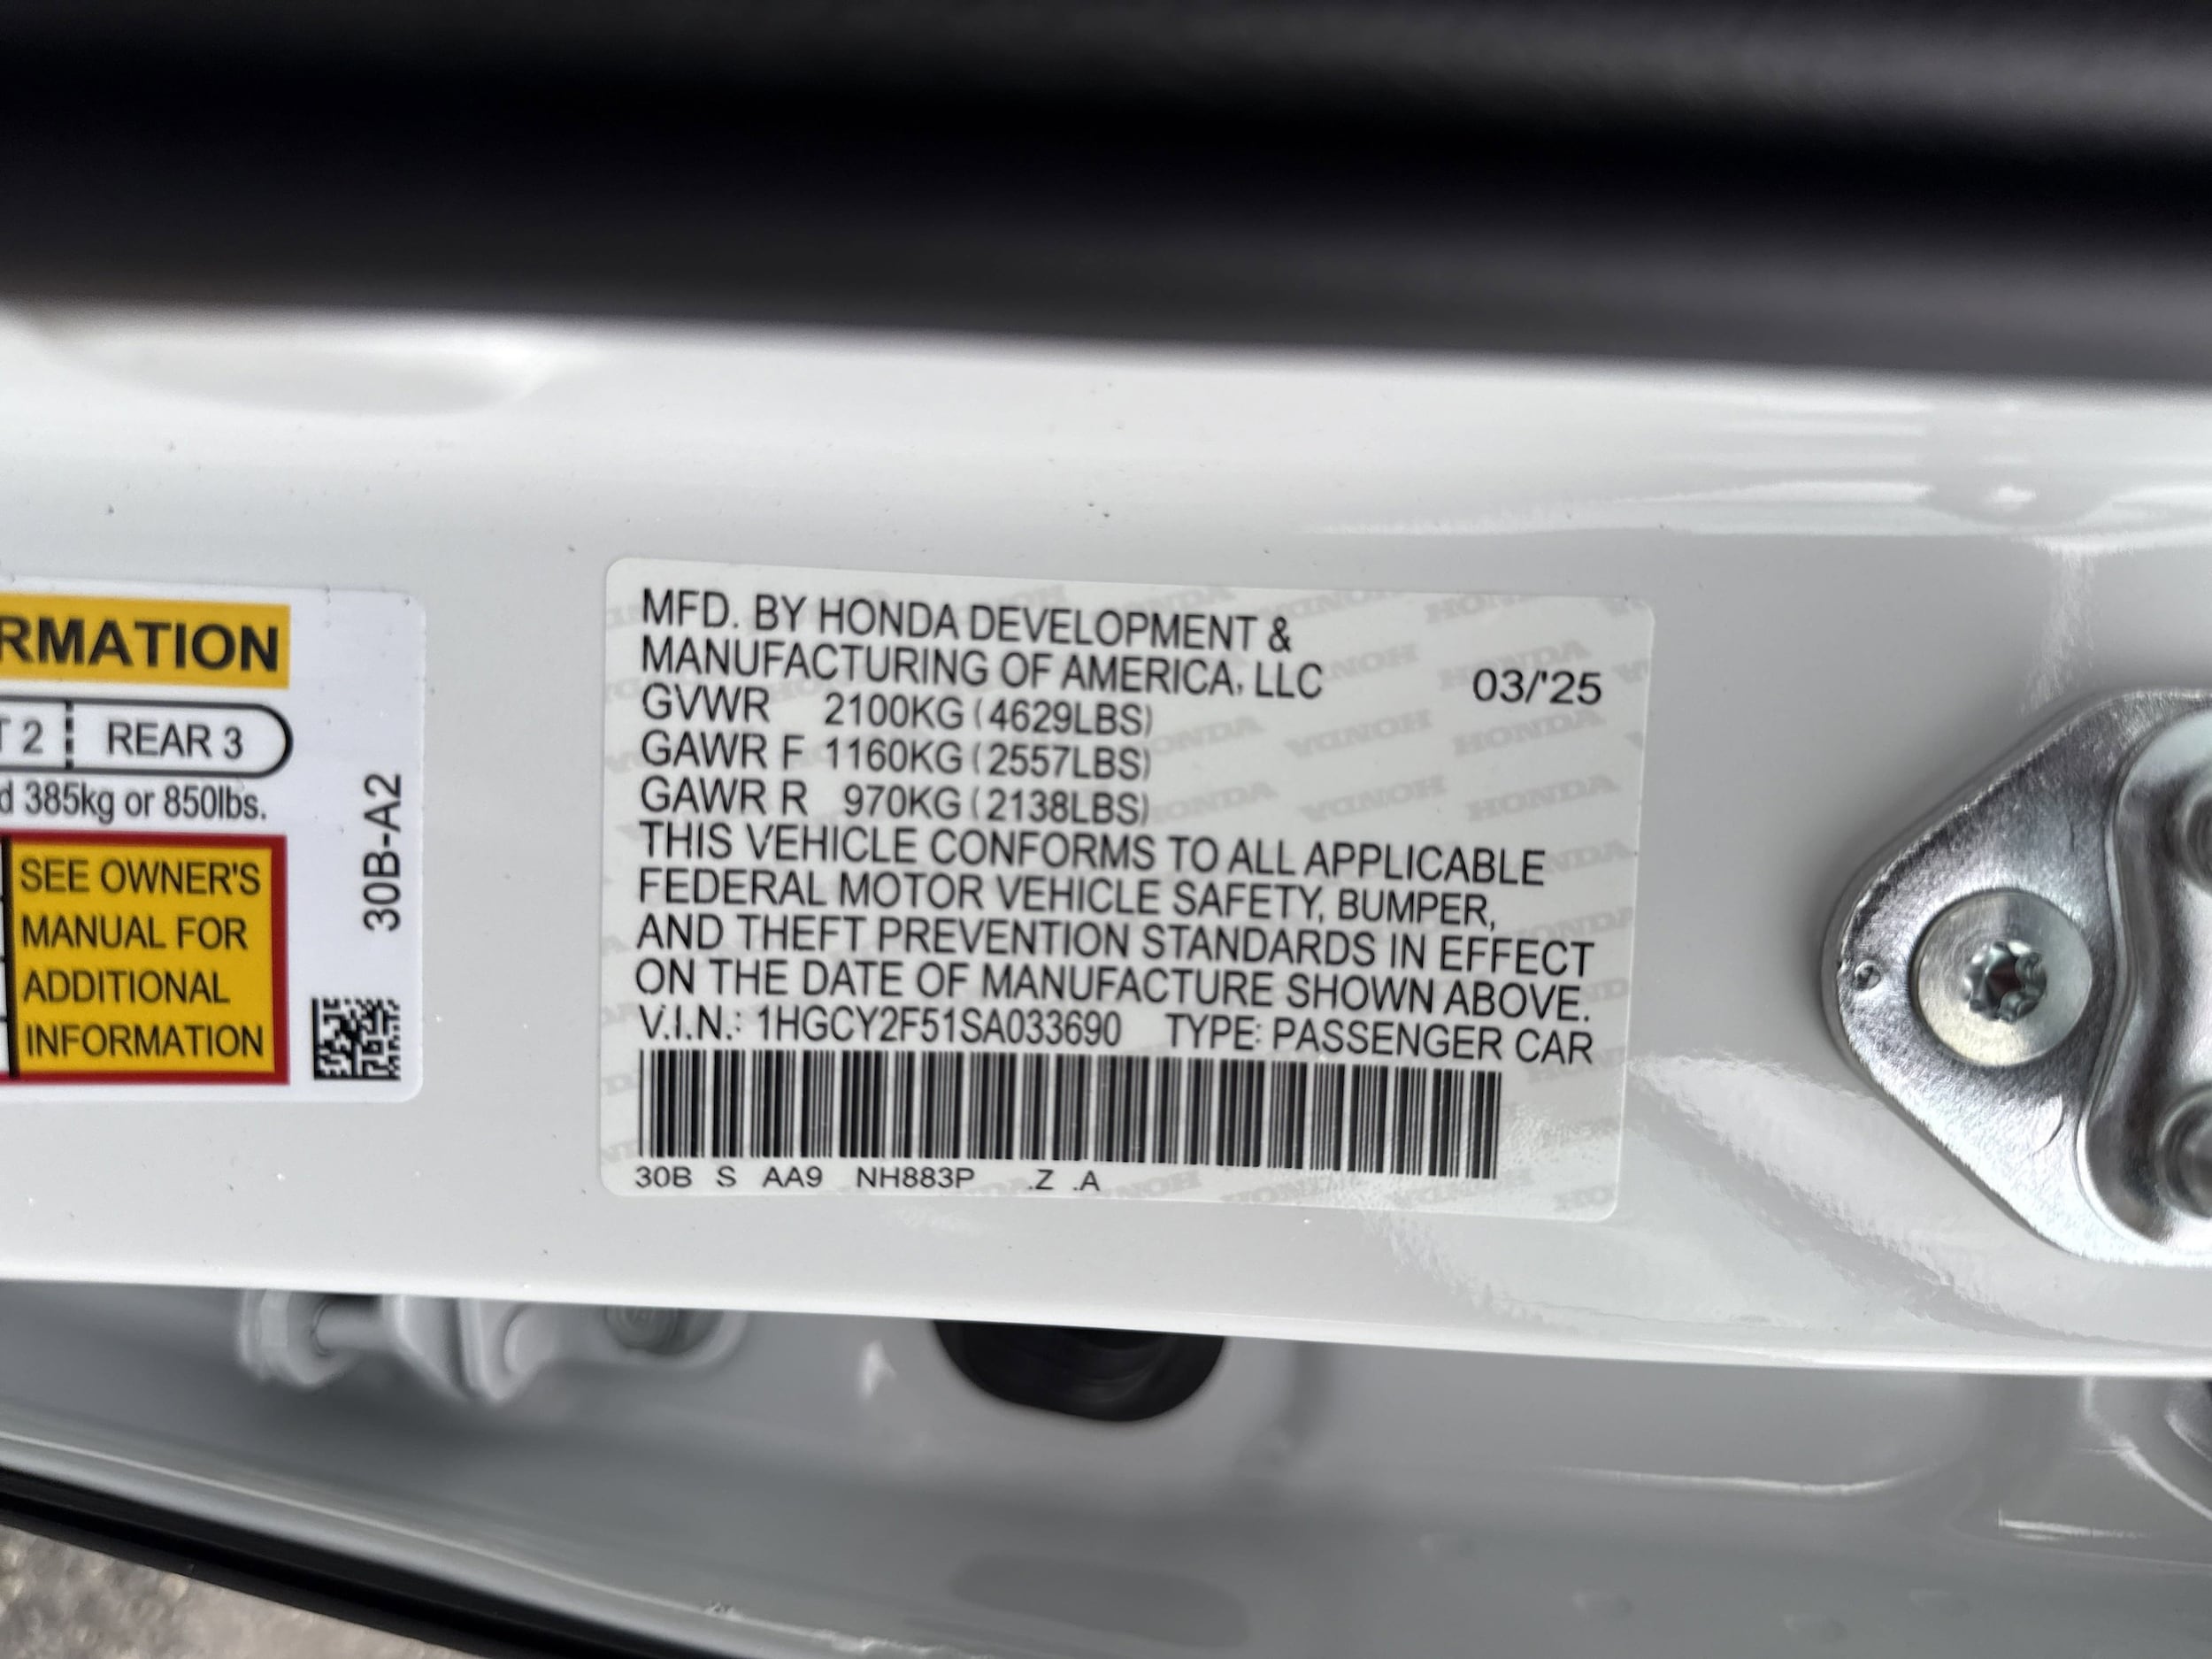 RMATION
T 2 REAR 3
d 385kg or 850lbs.
SEE OWNER'S
MANUAL FOR
ADDITIONAL
INFORMATION
30B-A2
MFD. BY HONDA DEVELOPMENT &
MANUFACTURING OF AMERICA, LLC 03/'25
GVWR 2100KG (4629LBS)
GAWR F 1160KG (2557LBS)
GAWR R 970KG (2138LBS)
THIS VEHICLE CONFORMS TO ALL APPLICABLE
FEDERAL MOTOR VEHICLE SAFETY, BUMPER,
AND THEFT PREVENTION STANDARDS IN EFFECT
ON THE DATE OF MANUFACTURE SHOWN ABOVE.
V.I.N.: 1HGCY2F51SA033690 TYPE: PASSENGER CAR
30B S AA9 NH883P .Z .A